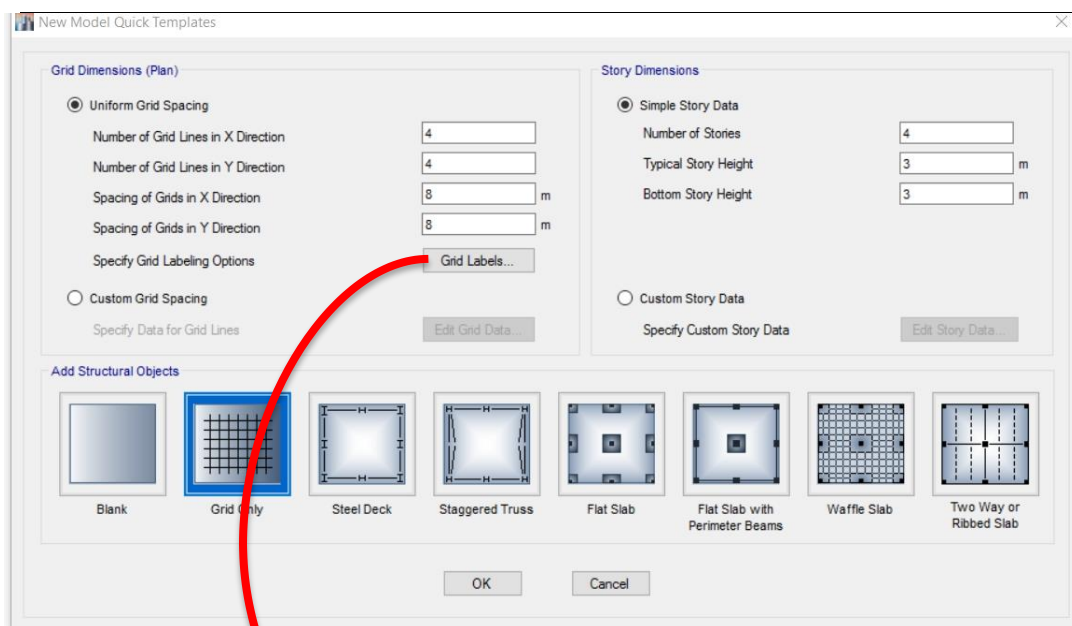 New Model Quick Templates
Grid Dimensions (Plan)
Uniform Grid Spacing
Number of Grid Lines in X Direction 4
Number of Grid Lines in Y Direction 4
Spacing of Grids in X Direction 8 m
Spacing of Grids in Y Direction 8 m
Specify Grid Labeling Options Grid Labels...
Custom Grid Spacing
Specify Data for Grid Lines Edit Grid Data...
Story Dimensions
Simple Story Data
Number of Stories 4
Typical Story Height 3 m
Bottom Story Height 3 m
Custom Story Data
Specify Custom Story Data Edit Story Data...
Add Structural Objects
Blank
Grid Only
Steel Deck
Staggered Truss
Flat Slab
Flat Slab with
Perimeter Beams
Waffle Slab
Two Way or
Ribbed Slab
OK Cancel